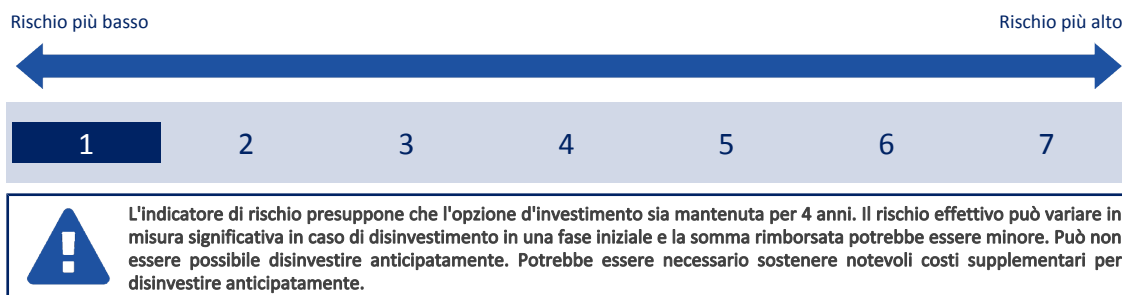 Rischio più basso Rischio più alto
1 2 3 4 5 6 7
L'indicatore di rischio presuppone che l'opzione d'investimento sia mantenuta per 4 anni. Il rischio effettivo può variare in
misura significativa in caso di disinvestimento in una fase iniziale e la somma rimborsata potrebbe essere minore. Può non
essere possibile disinvestire anticipatamente. Potrebbe essere necessario sostenere notevoli costi supplementari per
disinvestire anticipatamente.